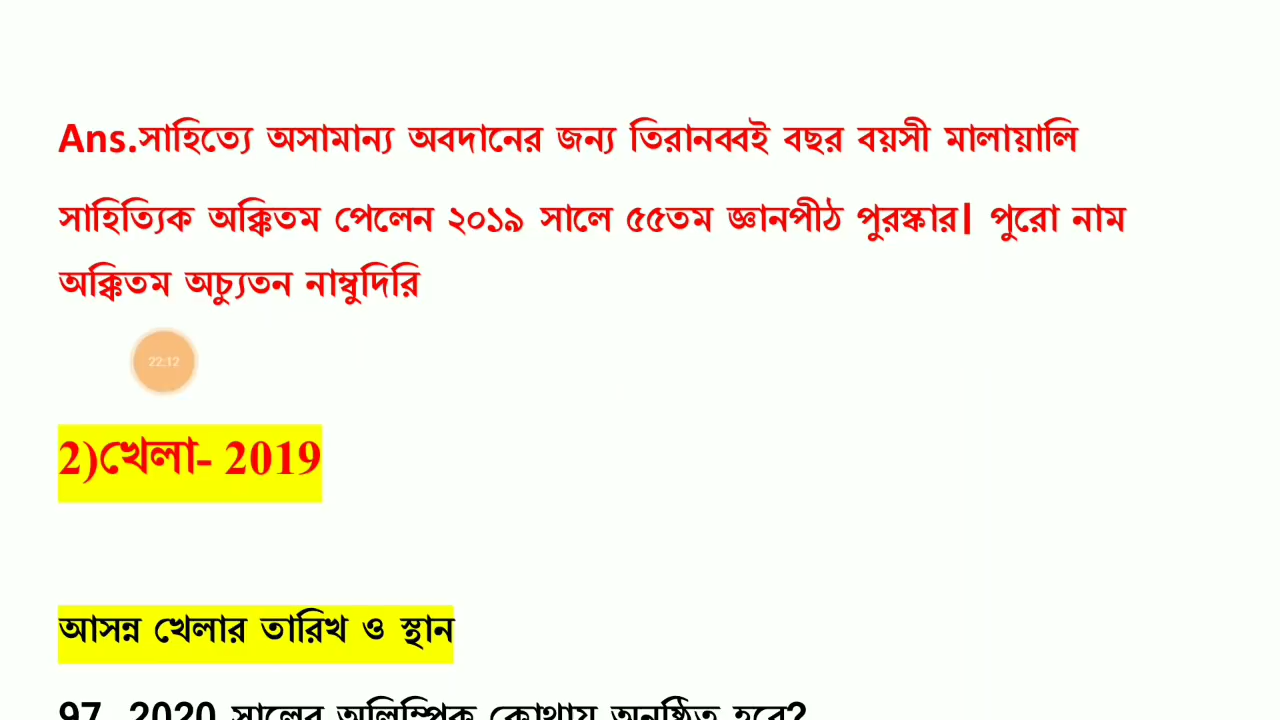 Ans.সাহিত্যে অসামান্য অবদানের জন্য তিরানব্বই বছর বয়সী মালায়ালি
সাহিত্যিক অক্কিতম পেলেন ২০১৯ সালে ৫৫তম জ্ঞানপীঠ পুরস্কার| পুরো নাম
অক্কিতম অচ্যুতন নাম্বুদিরি
22:12
2)খেলা- 2019
আসন্ন খেলার তারিখ ও স্থান
97. 2020 সালের অলিম্পিক কোথায় অনুষ্ঠিত হবে?